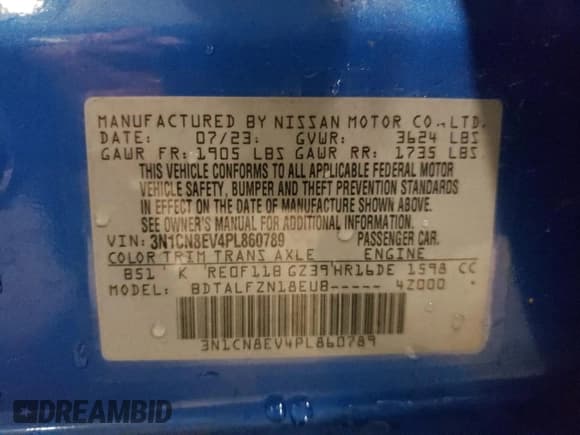 MANUFACTURED BY NISSAN MOTOR CO.,LTD.
DATE: 07/23: GVWR: 3624 LBS
GAWR FR: 1905 LBS GAWR RR: 1735 LBS
THIS VEHICLE CONFORMS TO ALL APPLICABLE FEDERAL MOTOR
VEHICLE SAFETY, BUMPER AND THEFT PREVENTION STANDARDS
IN EFFECT ON THE DATE OF MANUFACTURE SHOWN ABOVE.
SEE OWNER'S MANUAL FOR ADDITIONAL INFORMATION.
VIN: 3N1CN8EV4PL860789 PASSENGER CAR.
COLOR TRIM TRANS AXLE ENGINE
B51 K RE0F11B GZ39 HR16DE 1598 CC
MODEL: BDTALFZN18EU8----- 4Z000
3N1CN8EV4PL860789
DREAMBID